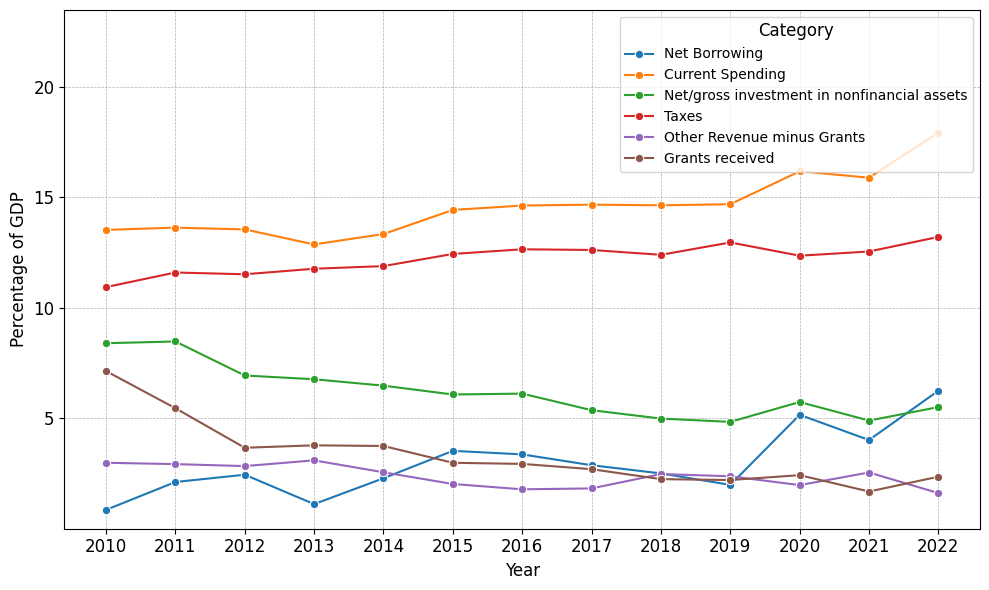 Category
Net Borrowing
Current Spending
Net/gross investment in nonfinancial assets
Taxes
Other Revenue minus Grants
Grants received
Percentage of GDP
20
15
10
5
2010 2011 2012 2013 2014 2015 2016 2017 2018 2019 2020 2021 2022
Year